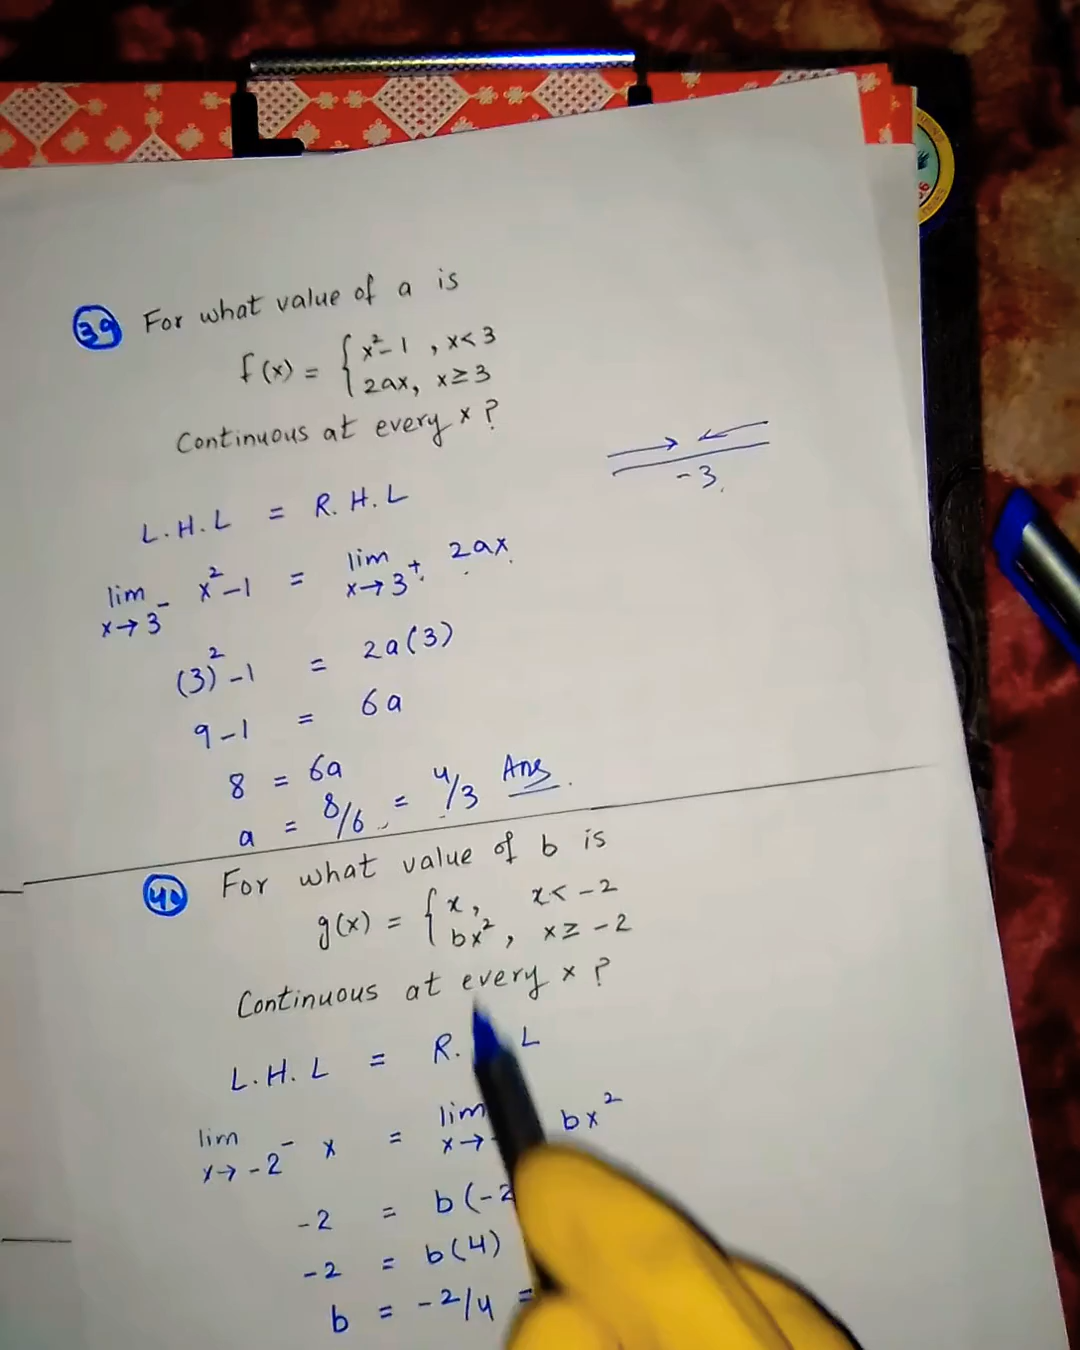 39 For what value of a is
f(x) = { x²-1 , x<3
2ax, x≥3
Continuous at every x ?
-3
L.H.L = R.H.L
lim x→3⁻ x²-1 = lim x→3⁺ 2ax
(3)²-1 = 2a(3)
9-1 = 6a
8 = 6a
a = 8/6 = 4/3 Ans
40 For what value of b is
g(x) = { x, x< -2
bx², x≥ -2
Continuous at every x ?
L.H.L = R. L
lim x→-2⁻ x = lim x→- bx²
-2 = b(-2
-2 = b(4)
b = -2/4 =